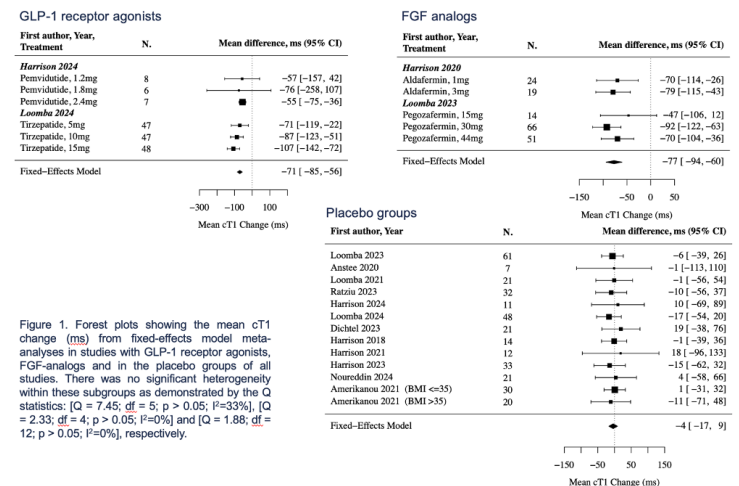 GLP-1 receptor agonists
First author, Year,
Treatment N. Mean difference, ms (95% CI)
Harrison 2024
Pemvidutide, 1.2mg 8 −57 [−157, 42]
Pemvidutide, 1.8mg 6 −76 [−258, 107]
Pemvidutide, 2.4mg 7 −55 [ −75, −36]
Loomba 2024
Tirzepatide, 5mg 47 −71 [−119, −22]
Tirzepatide, 10mg 47 −87 [−123, −51]
Tirzepatide, 15mg 48 −107 [−142, −72]
Fixed−Effects Model −71 [ −85, −56]
−300 −100 100
Mean cT1 Change (ms)
FGF analogs
First author, Year,
Treatment N. Mean difference, ms (95% CI)
Harrison 2020
Aldafermin, 1mg 24 −70 [−114, −26]
Aldafermin, 3mg 19 −79 [−115, −43]
Loomba 2023
Pegozafermin, 15mg 14 −47 [−106, 12]
Pegozafermin, 30mg 66 −92 [−122, −63]
Pegozafermin, 44mg 51 −70 [−104, −36]
Fixed−Effects Model −77 [ −94, −60]
−150 −50 0 50
Mean cT1 Change (ms)
Placebo groups
First author, Year N. Mean difference, ms (95% CI)
Loomba 2023 61 −6 [ −39, 26]
Anstee 2020 7 −1 [−113, 110]
Loomba 2021 21 −1 [ −56, 54]
Ratziu 2023 32 −10 [ −56, 37]
Harrison 2024 11 10 [ −69, 89]
Loomba 2024 48 −17 [ −54, 20]
Dichtel 2023 21 19 [ −38, 76]
Harrison 2018 14 −1 [ −39, 36]
Harrison 2021 12 18 [ −96, 133]
Harrison 2023 33 −15 [ −62, 32]
Noureddin 2024 21 4 [ −58, 66]
Amerikanou 2021 (BMI <=35) 30 1 [ −31, 32]
Amerikanou 2021 (BMI >35) 20 −11 [ −71, 48]
Fixed−Effects Model −4 [ −17, 9]
−150 −50 50 150
Mean cT1 Change (ms)
Figure 1. Forest plots showing the mean cT1
change (ms) from fixed-effects model meta-
analyses in studies with GLP-1 receptor agonists,
FGF-analogs and in the placebo groups of all
studies. There was no significant heterogeneity
within these subgroups as demonstrated by the Q
statistics: [Q = 7.45; df = 5; p > 0.05; I²=33%], [Q
= 2.33; df = 4; p > 0.05; I²=0%] and [Q = 1.88; df =
12; p > 0.05; I²=0%], respectively.